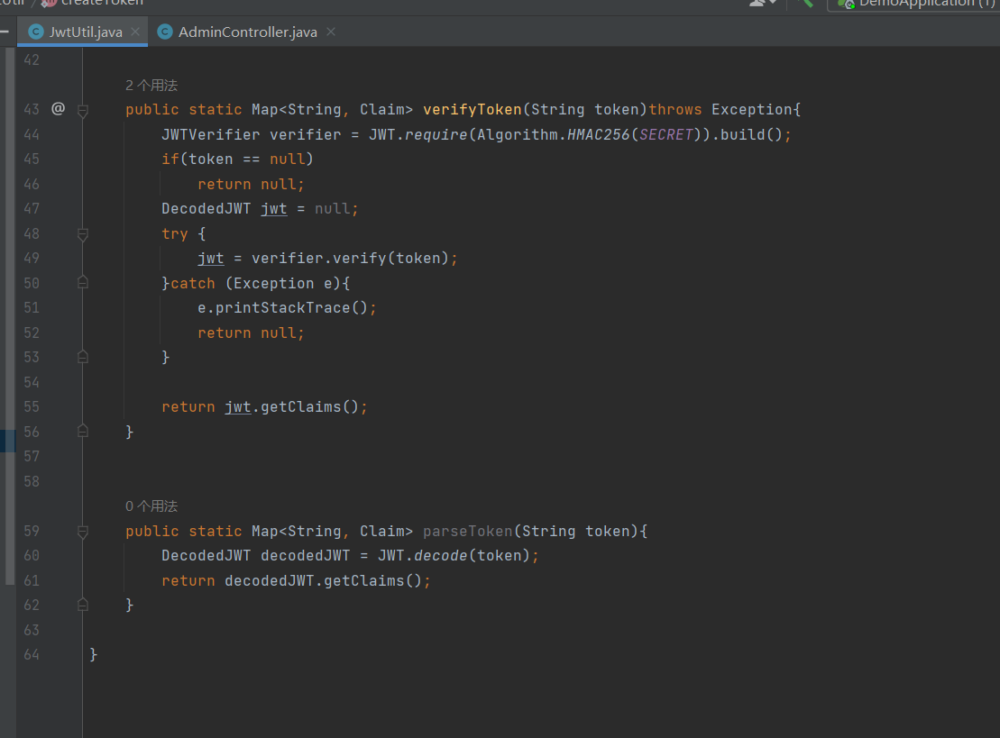 createToken
DemoApplication (1)
JwtUtil.java
AdminController.java
42
2 个用法
43 @ public static Map<String, Claim> verifyToken(String token)throws Exception{
44 JWTVerifier verifier = JWT.require(Algorithm.HMAC256(SECRET)).build();
45 if(token == null)
46 return null;
47 DecodedJWT jwt = null;
48 try {
49 jwt = verifier.verify(token);
50 }catch (Exception e){
51 e.printStackTrace();
52 return null;
53 }
54
55 return jwt.getClaims();
56 }
57
58
0 个用法
59 public static Map<String, Claim> parseToken(String token){
60 DecodedJWT decodedJWT = JWT.decode(token);
61 return decodedJWT.getClaims();
62 }
63
64 }